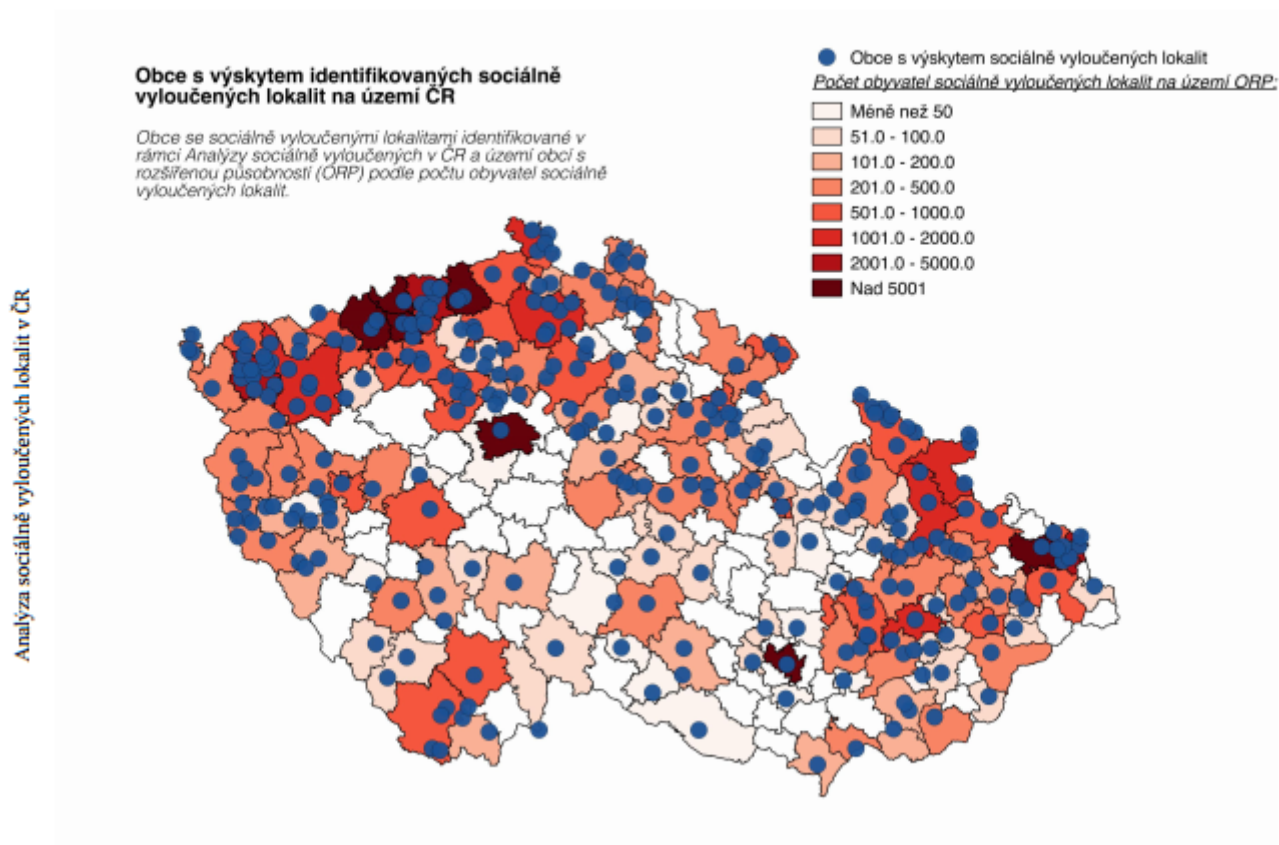 Analýza sociálně vyloučených lokalit v ČR
Obce s výskytem identifikovaných sociálně
vyloučených lokalit na území ČR
Obce se sociálně vyloučenými lokalitami identifikované v
rámci Analýzy sociálně vyloučených v ČR a území obcí s
rozšířenou působností (ORP) podle počtu obyvatel sociálně
vyloučených lokalit.
Obce s výskytem sociálně vyloučených lokalit
Počet obyvatel sociálně vyloučených lokalit na území ORP:
Méně než 50
51.0 - 100.0
101.0 - 200.0
201.0 - 500.0
501.0 - 1000.0
1001.0 - 2000.0
2001.0 - 5000.0
Nad 5001